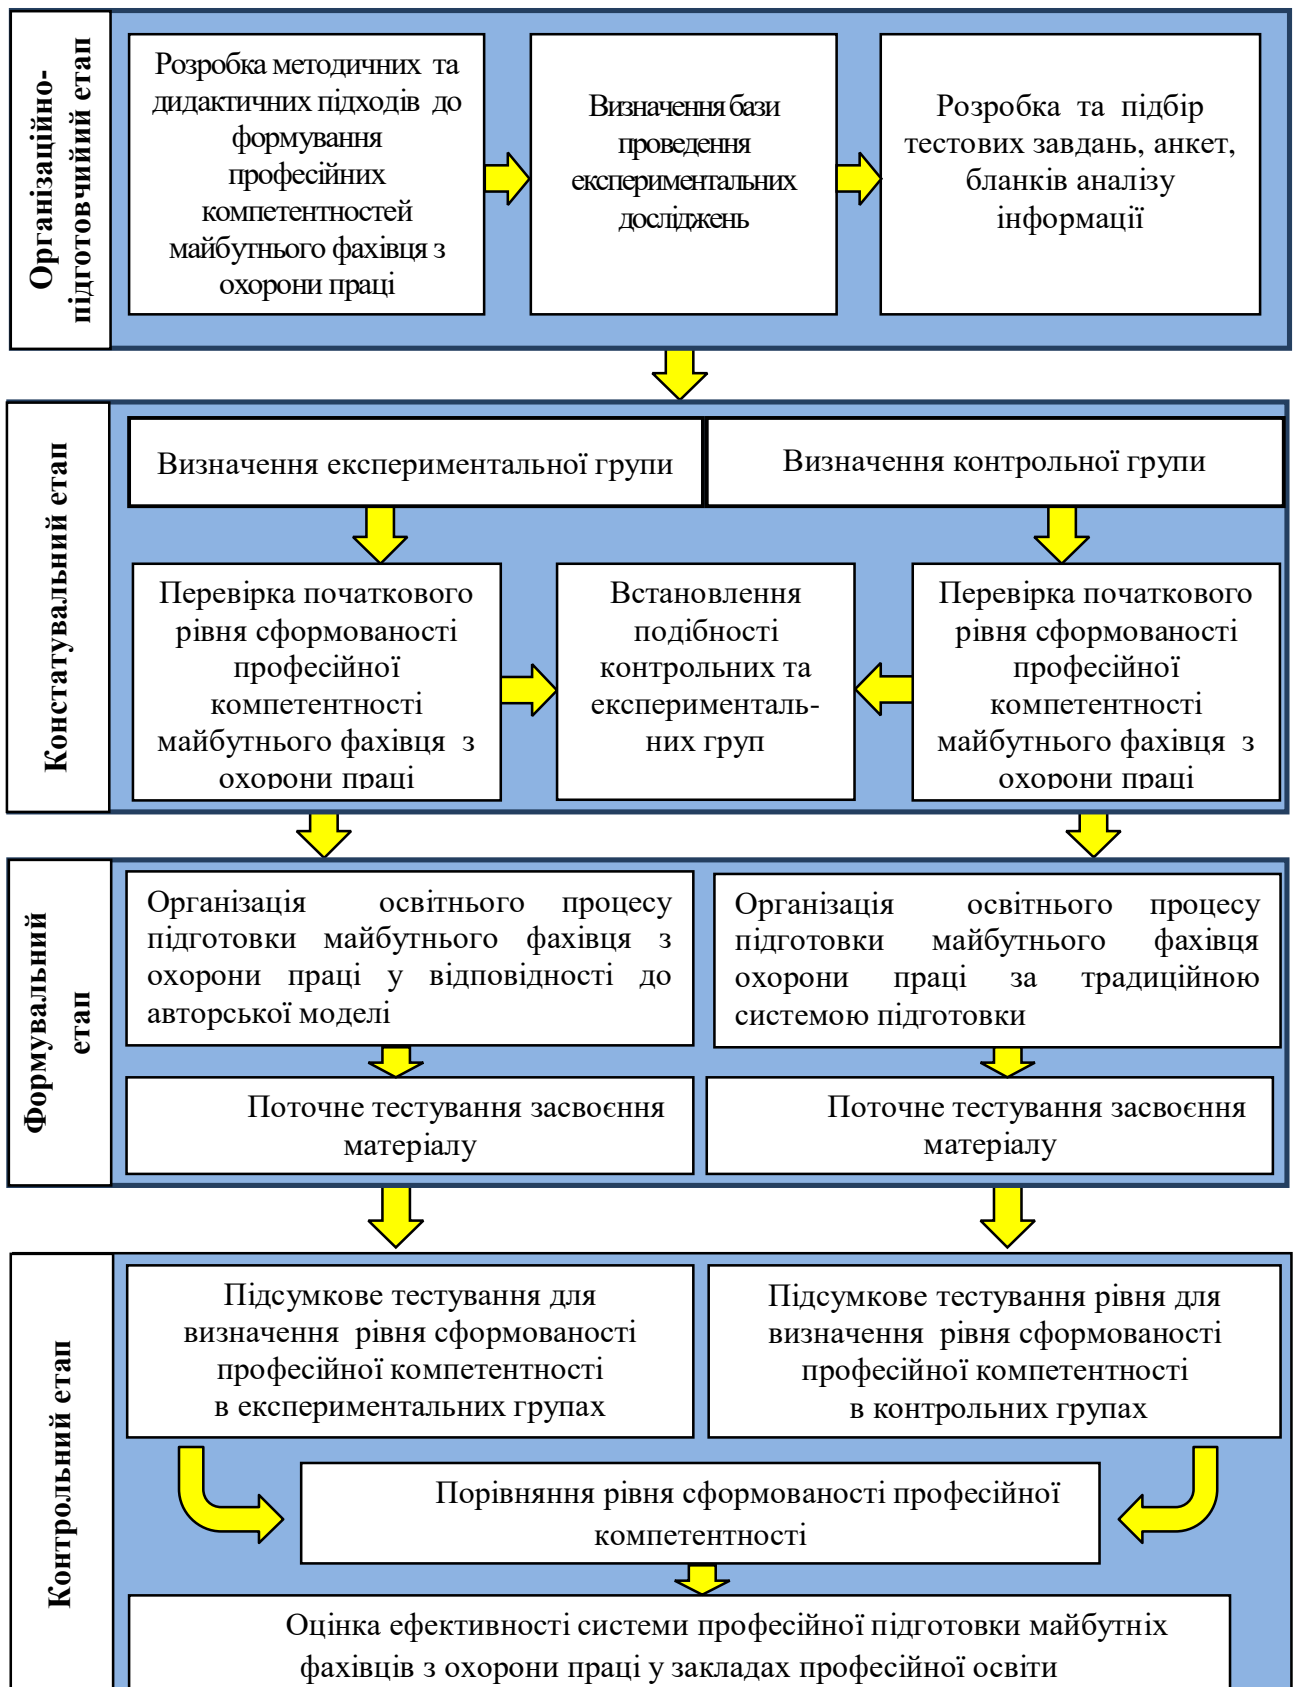 Організаційно-
підготовчийий етап
Розробка методичних та
дидактичних підходів до
формування
професійних
компетентностей
майбутнього фахівця з
охорони праці
Визначення бази
проведення
експериментальних
досліджень
Розробка та підбір
тестових завдань, анкет,
бланків аналізу
інформації
Констатувальний етап
Визначення експериментальної групи
Визначення контрольної групи
Перевірка початкового
рівня сформованості
професійної
компетентності
майбутнього фахівця з
охорони праці
Встановлення
подібності
контрольних та
эксперименталь-
них груп
Перевірка початкового
рівня сформованості
професійної
компетентності
майбутнього фахівця з
охорони праці
Формувальний
етап
Організація освітнього процесу
підготовки майбутнього фахівця з
охорони праці у відповідності до
авторської моделі
Організація освітнього процесу
підготовки майбутнього фахівця
охорони праці за традиційною
системою підготовки
Поточне тестування засвоєння
матеріалу
Поточне тестування засвоєння
матеріалу
Контрольний етап
Підсумкове тестування для
визначення рівня сформованості
професійної компетентності
в експериментальних групах
Підсумкове тестування рівня для
визначення рівня сформованості
професійної компетентності
в контрольних групах
Порівняння рівня сформованості професійної
компетентності
Оцінка ефективності системи професійної підготовки майбутніх
фахівців з охорони праці у закладах професійної освіти